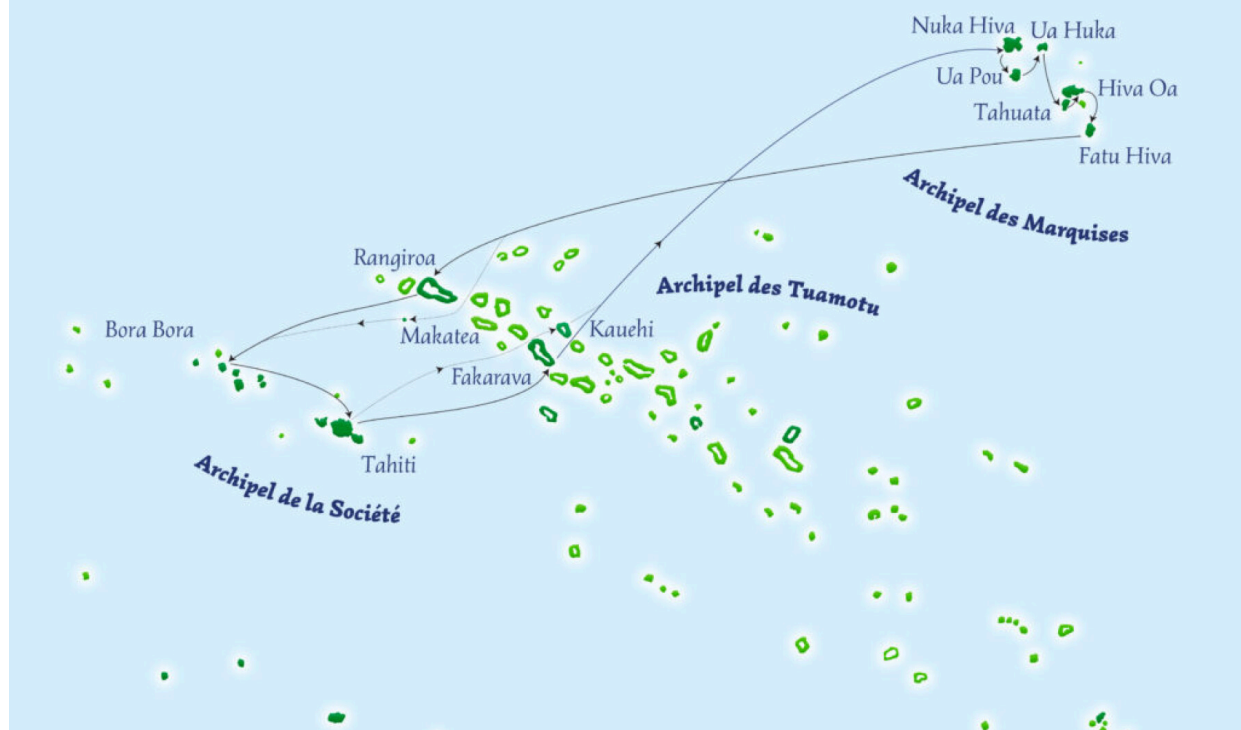 Nuka Hiva
Ua Huka
Ua Pou
Hiva Oa
Tahuata
Fatu Hiva
Archipel des Marquises
Rangiroa
Archipel des Tuamotu
Bora Bora
Makatea
Kauehi
Fakarava
Tahiti
Archipel de la Société